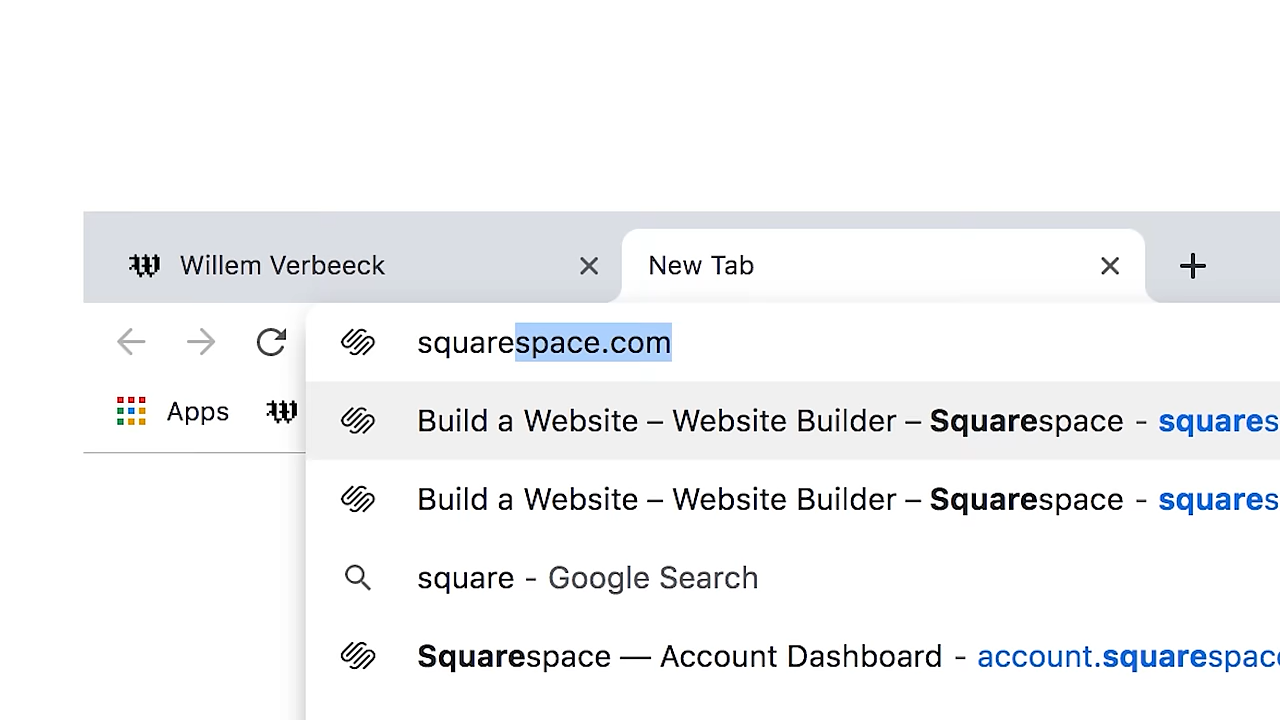 Willem Verbeeck
New Tab
squarespace.com
Apps
Build a Website – Website Builder – Squarespace - squares
Build a Website – Website Builder – Squarespace - squares
square - Google Search
Squarespace — Account Dashboard - account.squarespac